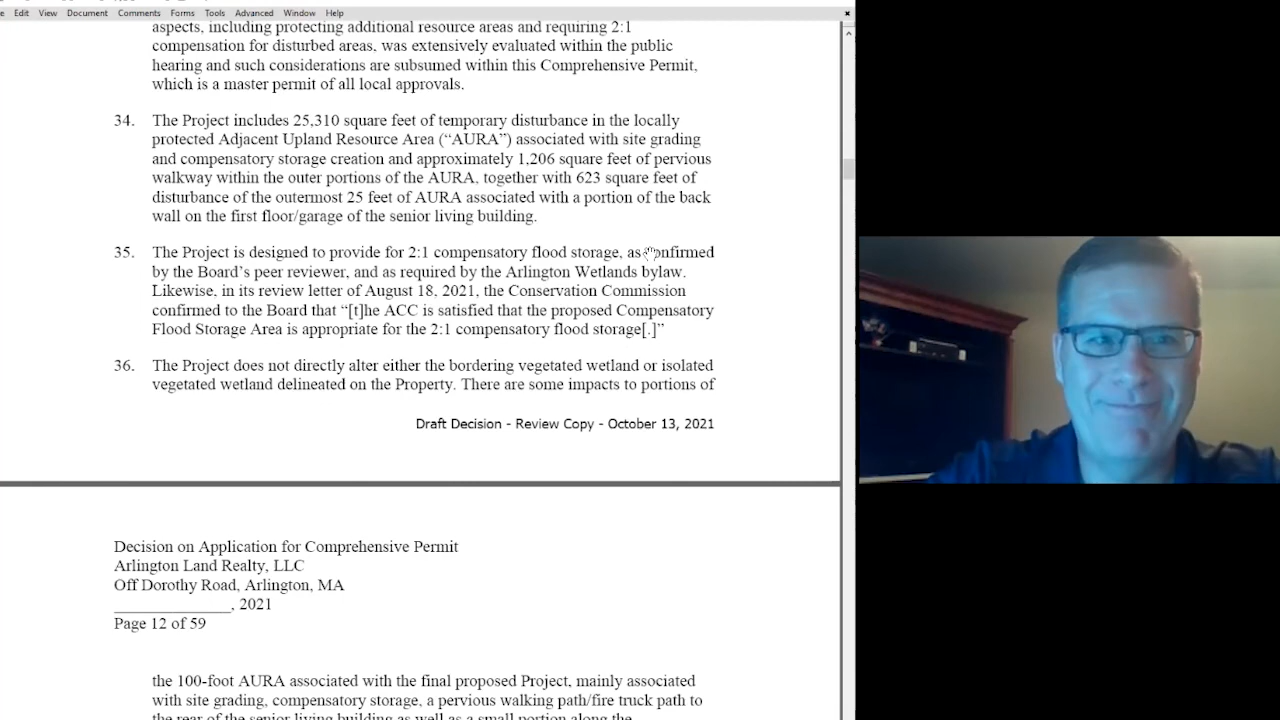 Edit View Document Comments Forms Tools Advanced Window Help
aspects, including protecting additional resource areas and requiring 2:1
compensation for disturbed areas, was extensively evaluated within the public
hearing and such considerations are subsumed within this Comprehensive Permit,
which is a master permit of all local approvals.
34. The Project includes 25,310 square feet of temporary disturbance in the locally
protected Adjacent Upland Resource Area (“AURA”) associated with site grading
and compensatory storage creation and approximately 1,206 square feet of pervious
walkway within the outer portions of the AURA, together with 623 square feet of
disturbance of the outermost 25 feet of AURA associated with a portion of the back
wall on the first floor/garage of the senior living building.
35. The Project is designed to provide for 2:1 compensatory flood storage, as confirmed
by the Board’s peer reviewer, and as required by the Arlington Wetlands bylaw.
Likewise, in its review letter of August 18, 2021, the Conservation Commission
confirmed to the Board that “[t]he ACC is satisfied that the proposed Compensatory
Flood Storage Area is appropriate for the 2:1 compensatory flood storage[.]”
36. The Project does not directly alter either the bordering vegetated wetland or isolated
vegetated wetland delineated on the Property. There are some impacts to portions of
Draft Decision - Review Copy - October 13, 2021
Decision on Application for Comprehensive Permit
Arlington Land Realty, LLC
Off Dorothy Road, Arlington, MA
_______________, 2021
Page 12 of 59
the 100-foot AURA associated with the final proposed Project, mainly associated
with site grading, compensatory storage, a pervious walking path/fire truck path to
the rear of the senior living building as well as a small portion along the